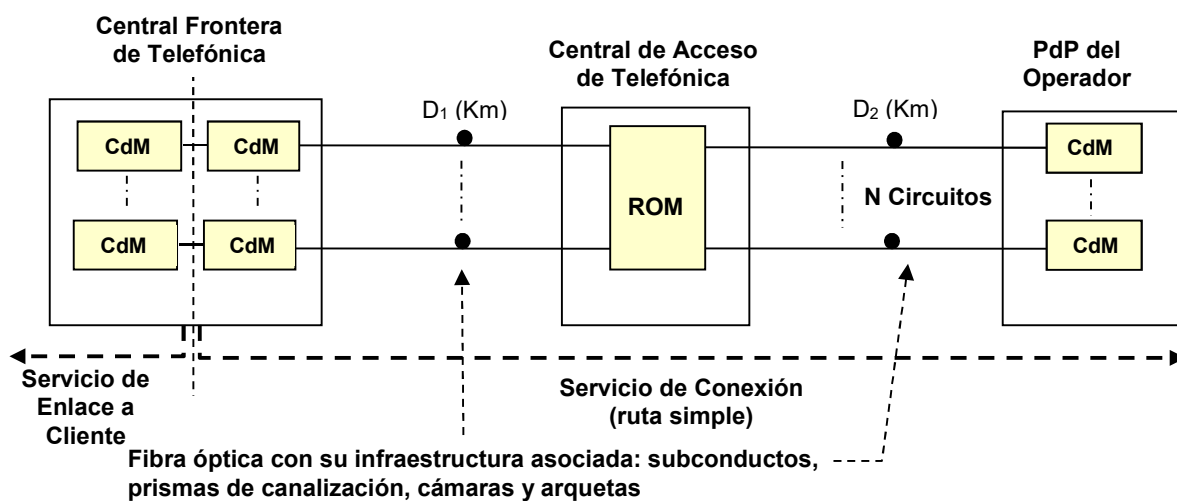 Central Frontera
de Telefónica
Central de Acceso
de Telefónica
PdP del
Operador
D₁ (Km)
D₂ (Km)
CdM
CdM
CdM
ROM
N Circuitos
CdM
CdM
CdM
Servicio de
Enlace a
Cliente
Servicio de Conexión
(ruta simple)
Fibra óptica con su infraestructura asociada: subconductos,
prismas de canalización, cámaras y arquetas